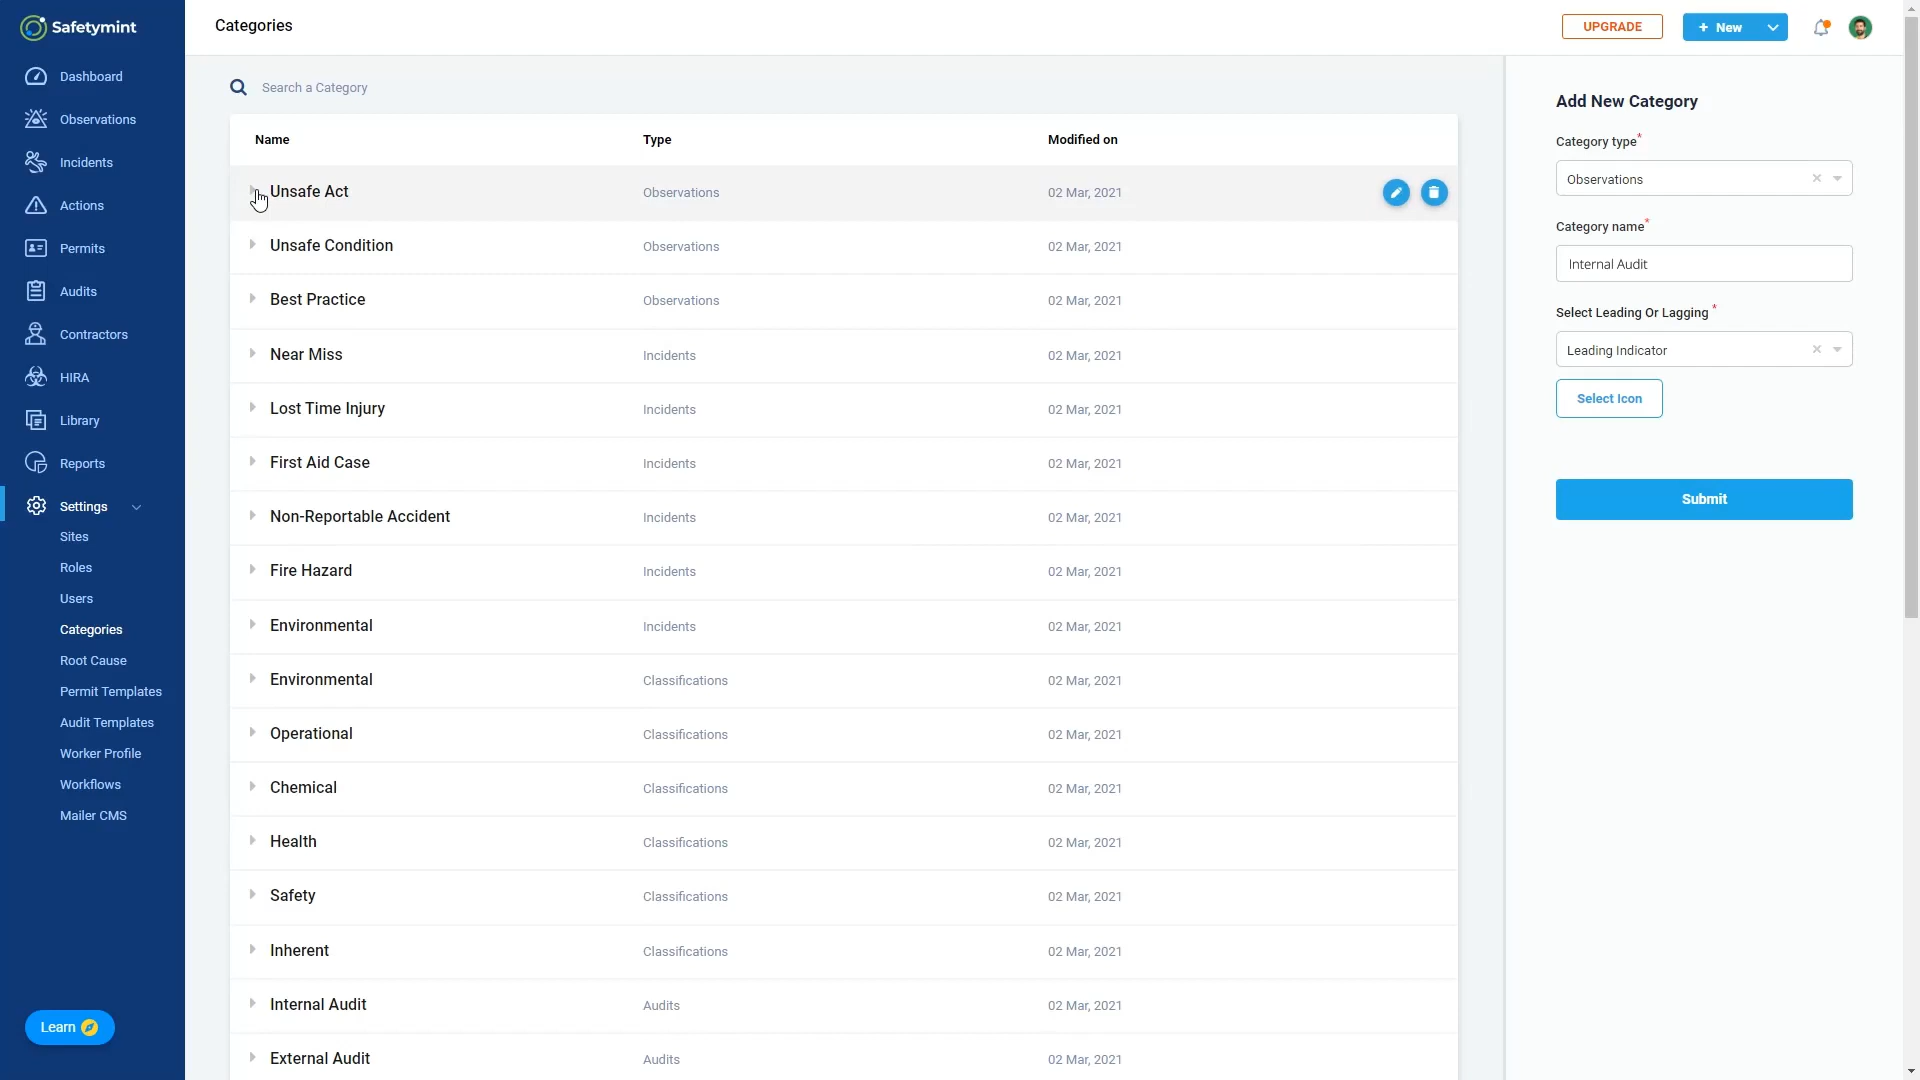 Safetymint
Categories
UPGRADE
+ New
Dashboard
Observations
Incidents
Actions
Permits
Audits
Contractors
HIRA
Library
Reports
Settings
Sites
Roles
Users
Categories
Root Cause
Permit Templates
Audit Templates
Worker Profile
Workflows
Mailer CMS
Learn
Search a Category
Name Type Modified on
Unsafe Act Observations 02 Mar, 2021
Unsafe Condition Observations 02 Mar, 2021
Best Practice Observations 02 Mar, 2021
Near Miss Incidents 02 Mar, 2021
Lost Time Injury Incidents 02 Mar, 2021
First Aid Case Incidents 02 Mar, 2021
Non-Reportable Accident Incidents 02 Mar, 2021
Fire Hazard Incidents 02 Mar, 2021
Environmental Incidents 02 Mar, 2021
Environmental Classifications 02 Mar, 2021
Operational Classifications 02 Mar, 2021
Chemical Classifications 02 Mar, 2021
Health Classifications 02 Mar, 2021
Safety Classifications 02 Mar, 2021
Inherent Classifications 02 Mar, 2021
Internal Audit Audits 02 Mar, 2021
External Audit Audits 02 Mar, 2021
Add New Category
Category type*
Observations
Category name*
Internal Audit
Select Leading Or Lagging *
Leading Indicator
Select Icon
Submit